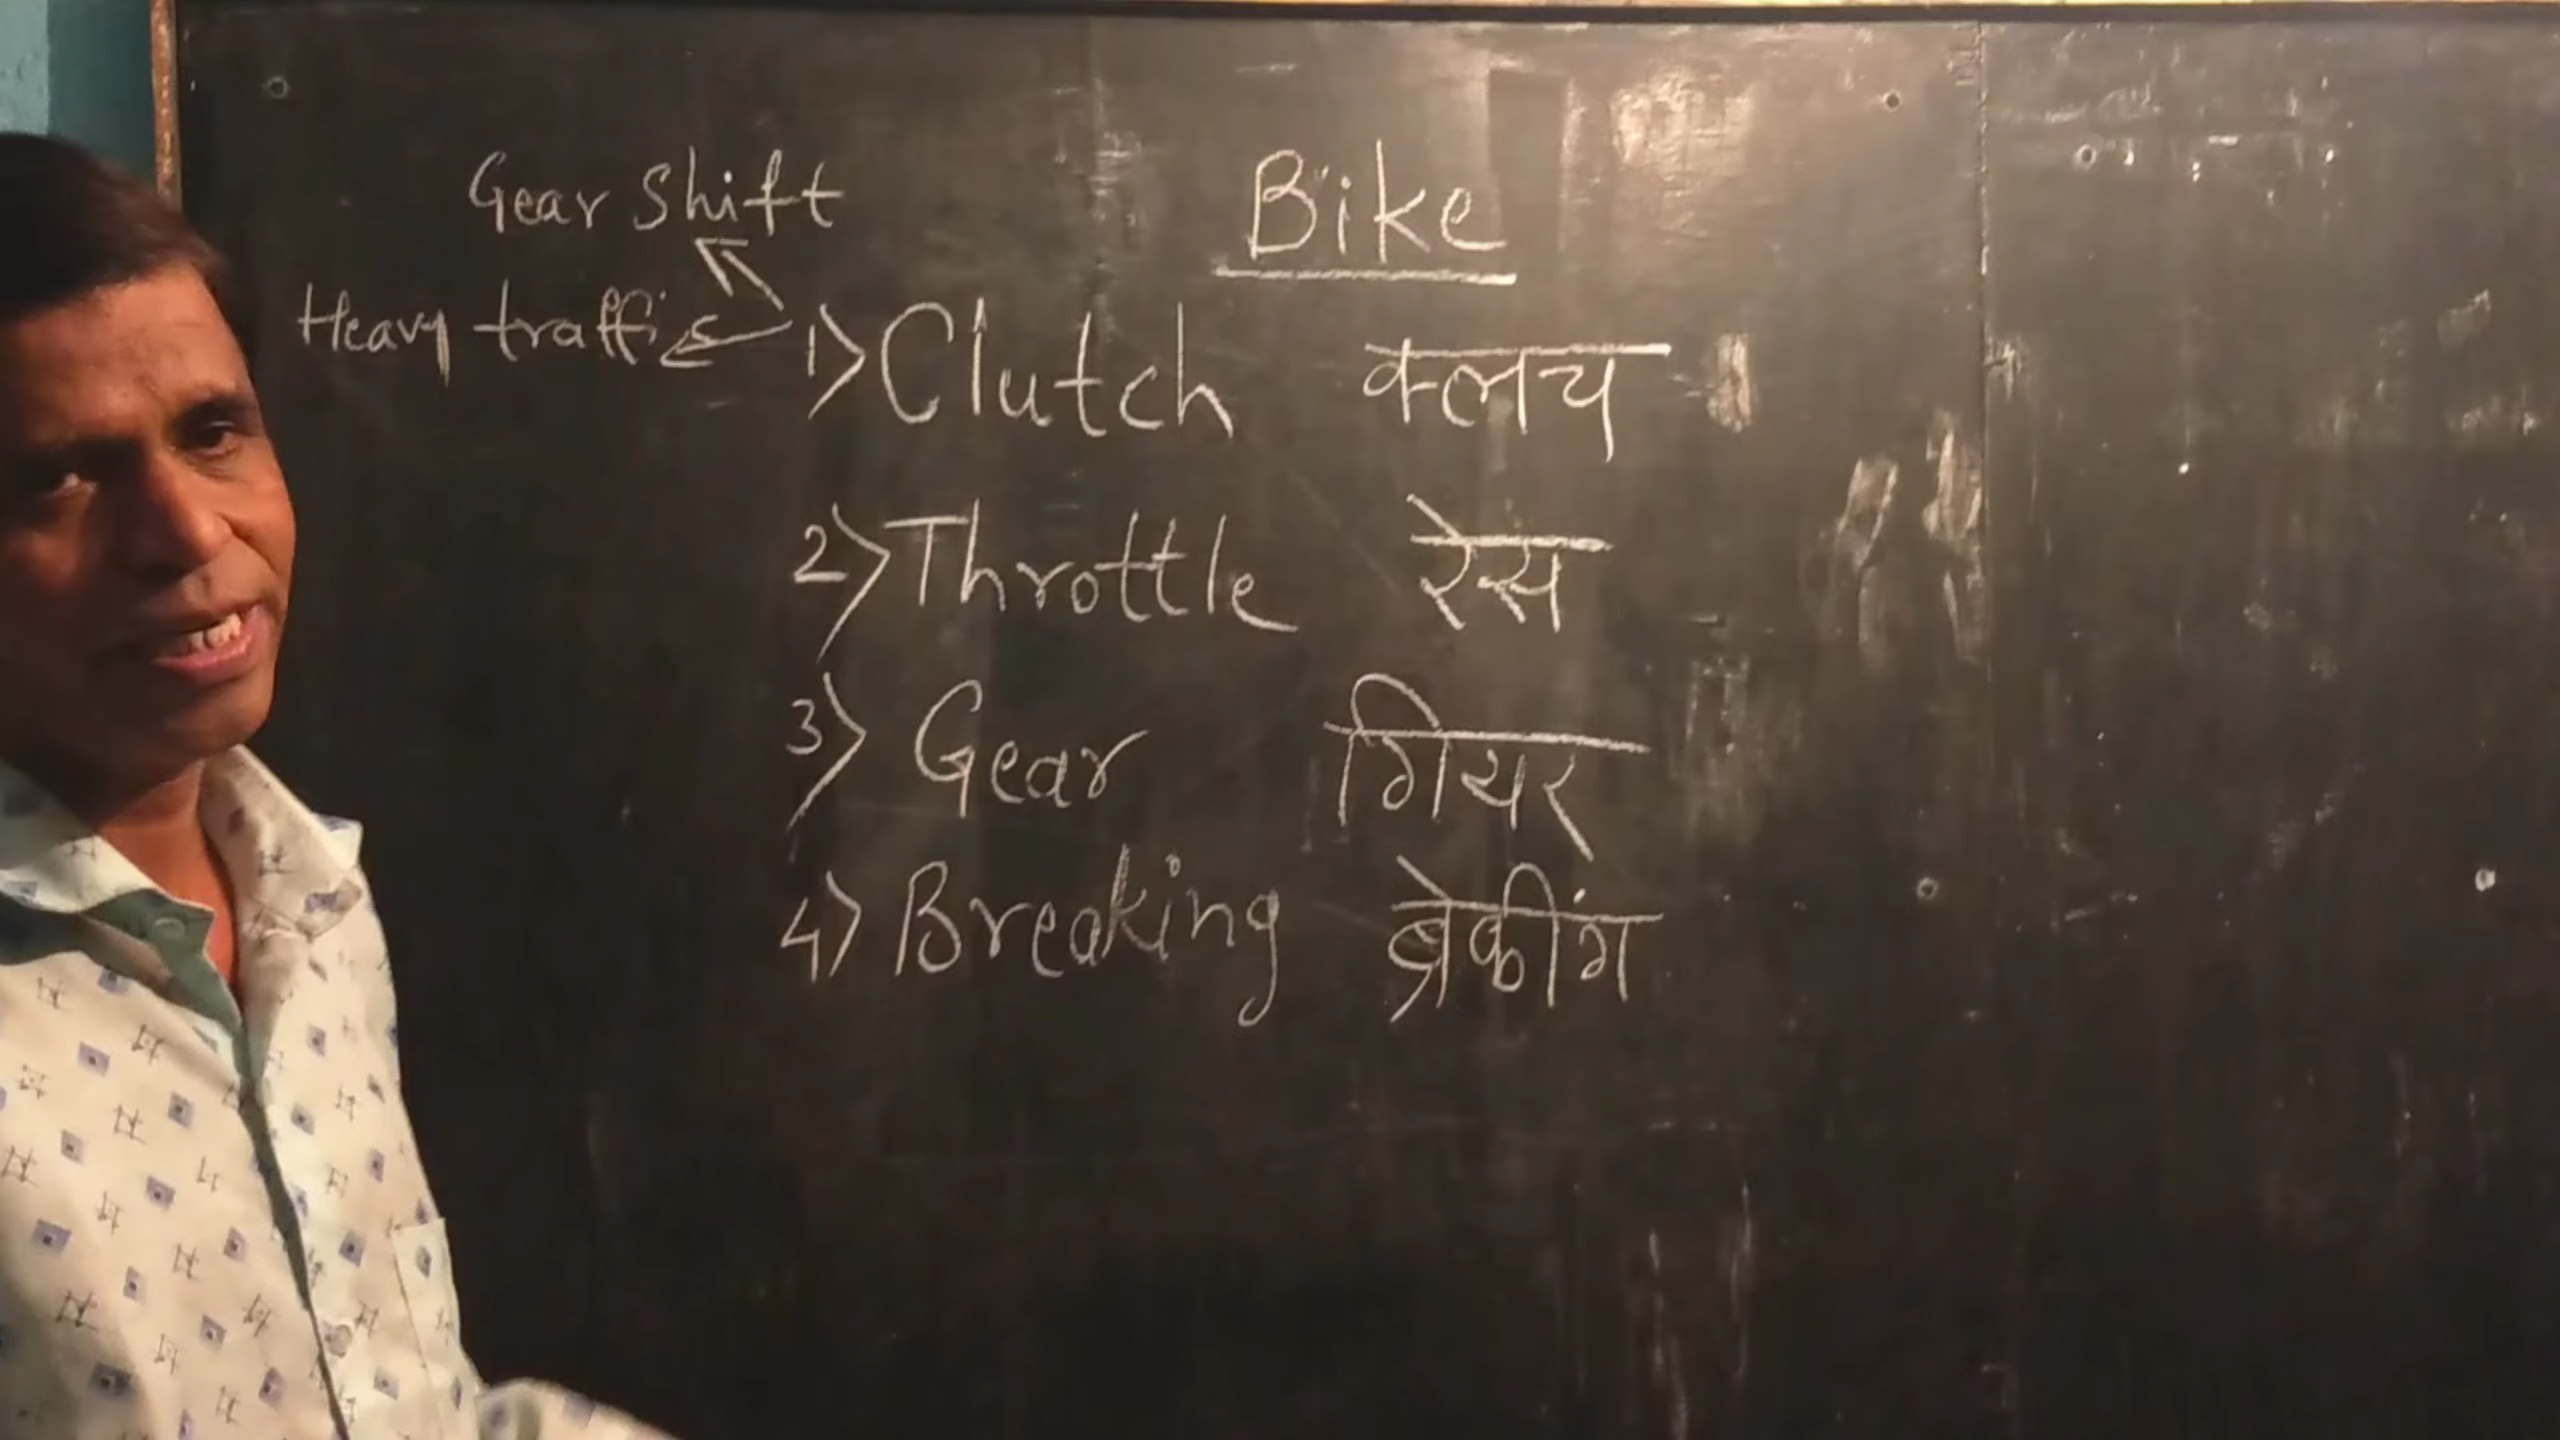 Bike
Gear Shift
Heavy traffic
1) Clutch क्लच
2) Throttle रेस
3) Gear गियर
4) Breaking ब्रेकींग